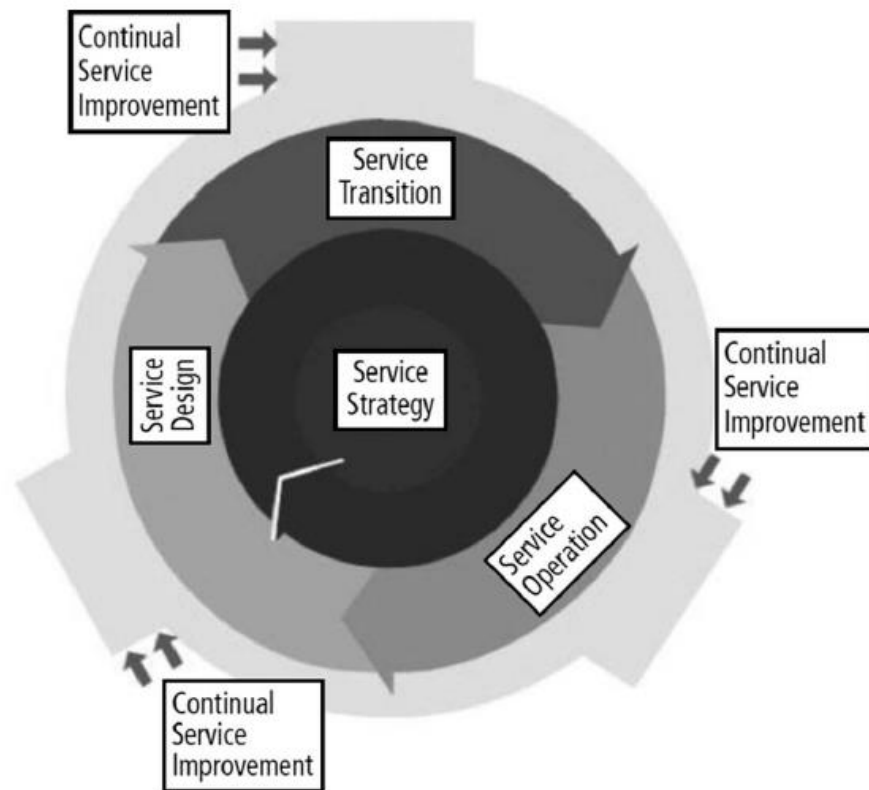 Continual
Service
Improvement
Service
Transition
Service
Design
Service
Strategy
Continual
Service
Improvement
Service
Operation
Continual
Service
Improvement